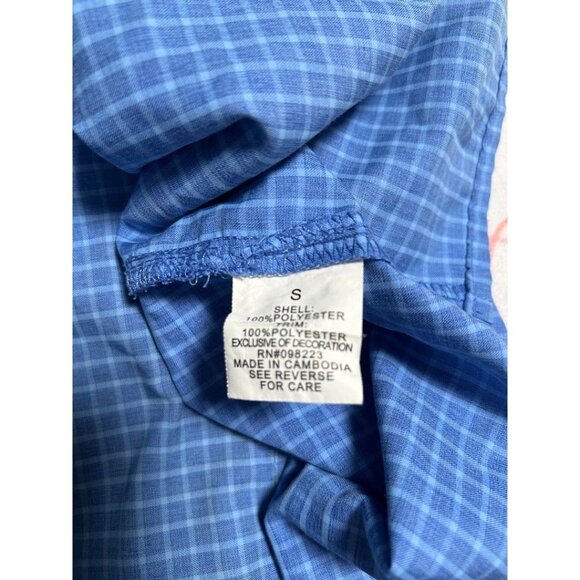 S
SHELL:
100%POLYESTER
TRIM:
100%POLYESTER
EXCLUSIVE OF DECORATION
RN#098223
MADE IN CAMBODIA
SEE REVERSE
FOR CARE